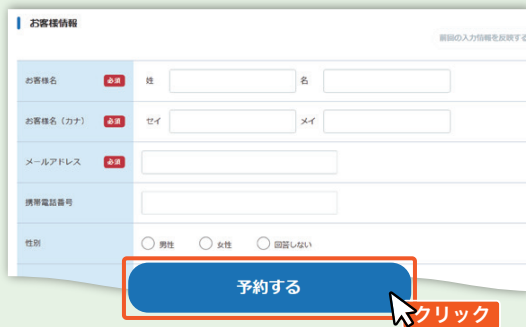 お客様情報
前回の入力情報を反映する
お客様名 必須 姓 名
お客様名（カナ） 必須 セイ メイ
メールアドレス 必須
携帯電話番号
性別 男性 女性 回答しない
予約する
クリック